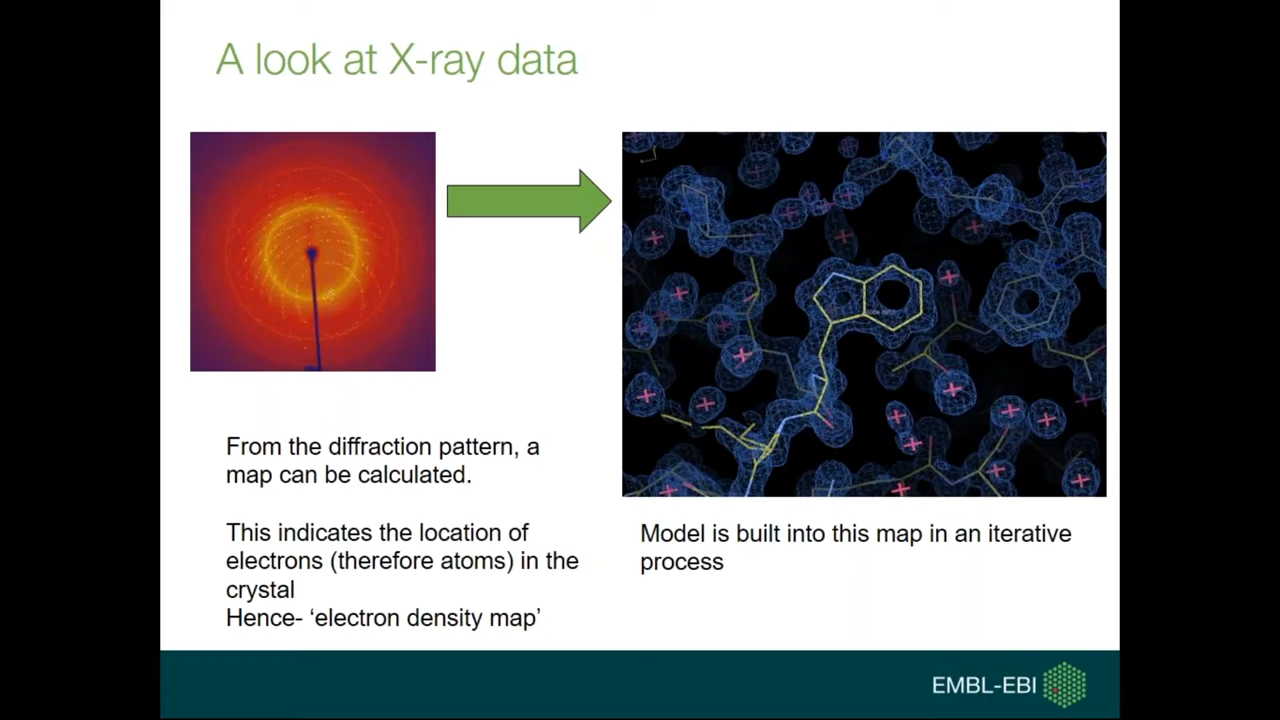 A look at X-ray data
From the diffraction pattern, a
map can be calculated.
This indicates the location of
electrons (therefore atoms) in the
crystal
Hence- ‘electron density map’
Model is built into this map in an iterative
process
EMBL-EBI